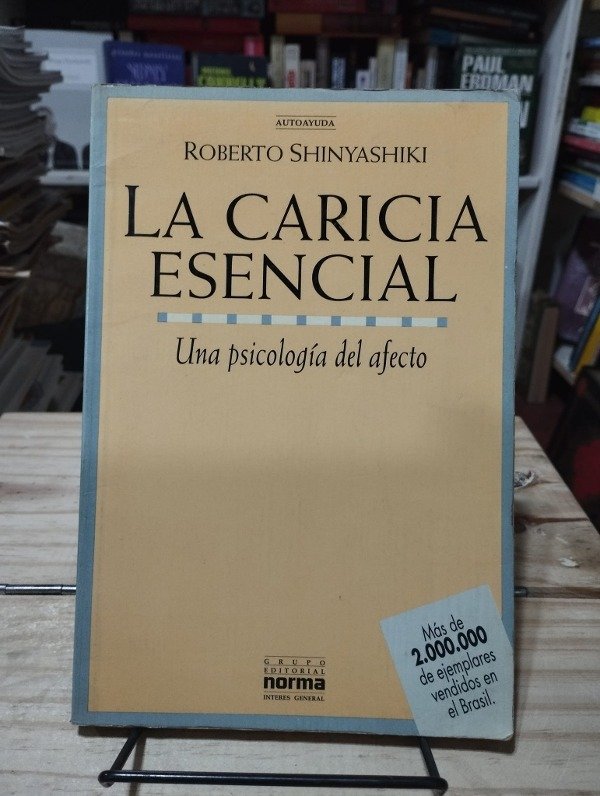 AUTOAYUDA
ROBERTO SHINYASHIKI
LA CARICIA
ESENCIAL
Una psicología del afecto
Más de
2.000.000
de ejemplares
vendidos en
el Brasil.
GRUPO
EDITORIAL
norma
INTERES GENERAL
PAUL
ERDMAN